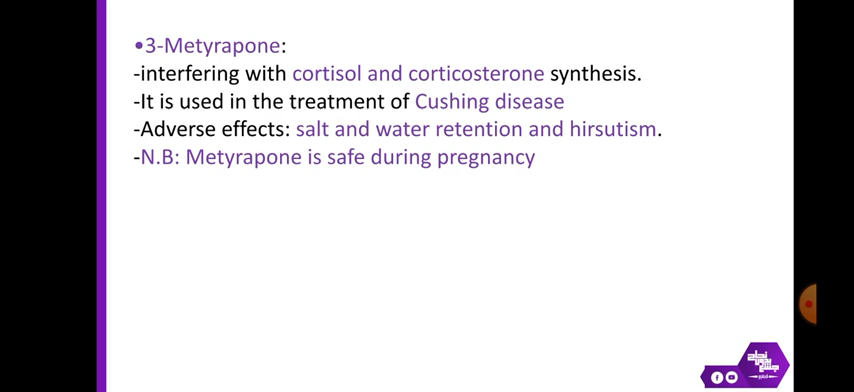 •3-Metyrapone:
-interfering with cortisol and corticosterone synthesis.
-It is used in the treatment of Cushing disease
-Adverse effects: salt and water retention and hirsutism.
-N.B: Metyrapone is safe during pregnancy